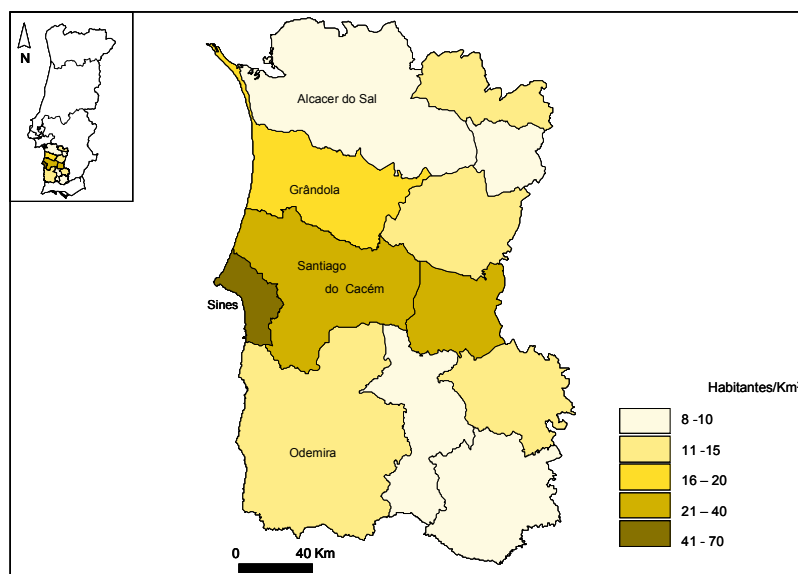 N
Alcacer do Sal
Grândola
Santiago
do Cacém
Sines
Odemira
Habitantes/Km²
8 -10
11 -15
16 – 20
21 – 40
41 - 70
0 40 Km